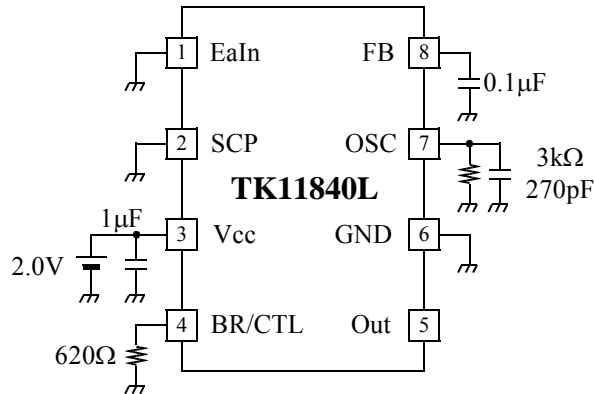 1 EaIn FB 8
0.1μF
2 SCP OSC 7
3kΩ
270pF
TK11840L
1μF
3 Vcc GND 6
2.0V
4 BR/CTL Out 5
620Ω